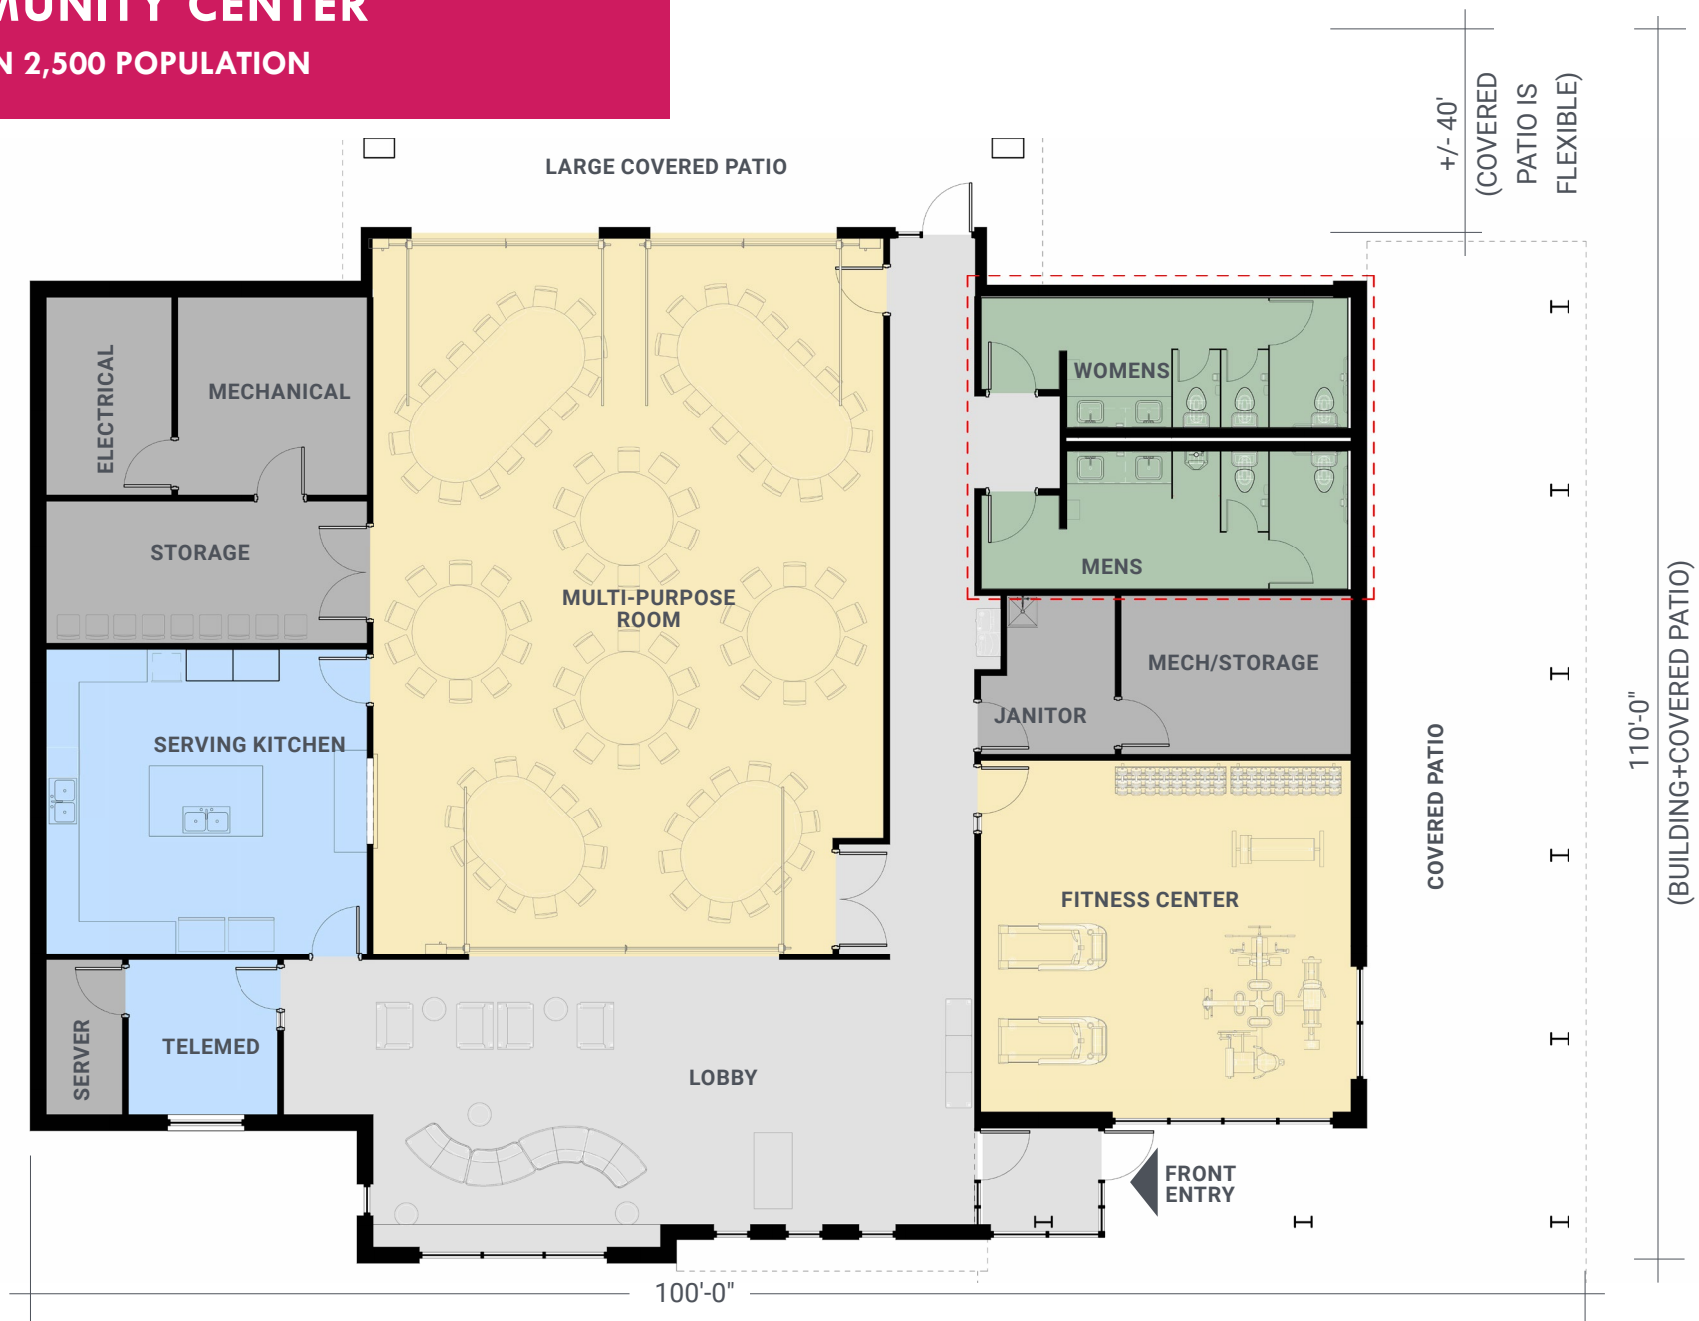 MUNITY CENTER
N 2,500 POPULATION
+/- 40'
(COVERED
PATIO IS
FLEXIBLE)
LARGE COVERED PATIO
ELECTRICAL
MECHANICAL
WOMENS
STORAGE
MENS
MULTI-PURPOSE
ROOM
MECH/STORAGE
JANITOR
SERVING KITCHEN
COVERED PATIO
110'-0"
(BUILDING+COVERED PATIO)
FITNESS CENTER
SERVER
TELEMED
LOBBY
FRONT
ENTRY
100'-0"